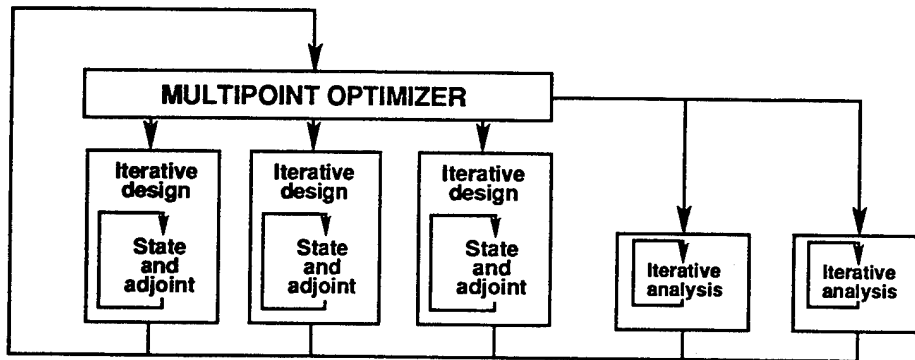 MULTIPOINT OPTIMIZER
Iterative
design
State
and
adjoint
Iterative
design
State
and
adjoint
Iterative
design
State
and
adjoint
Iterative
analysis
Iterative
analysis